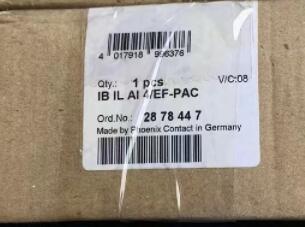 4 017918 996376
Qty.: 1 pcs V/C:08
IB IL AI 4/EF-PAC
Ord.No.: 28 78 44 7
Made by Phoenix Contact in Germany